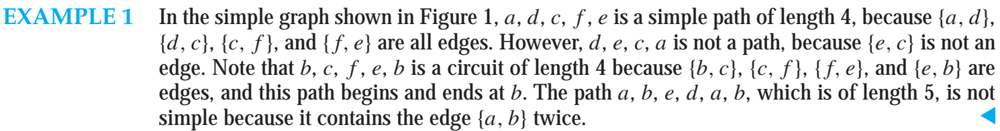 EXAMPLE 1 In the simple graph shown in Figure 1, a, d, c, f, e is a simple path of length 4, because {a, d},
{d, c}, {c, f}, and {f, e} are all edges. However, d, e, c, a is not a path, because {e, c} is not an
edge. Note that b, c, f, e, b is a circuit of length 4 because {b, c}, {c, f}, {f, e}, and {e, b} are
edges, and this path begins and ends at b. The path a, b, e, d, a, b, which is of length 5, is not
simple because it contains the edge {a, b} twice.